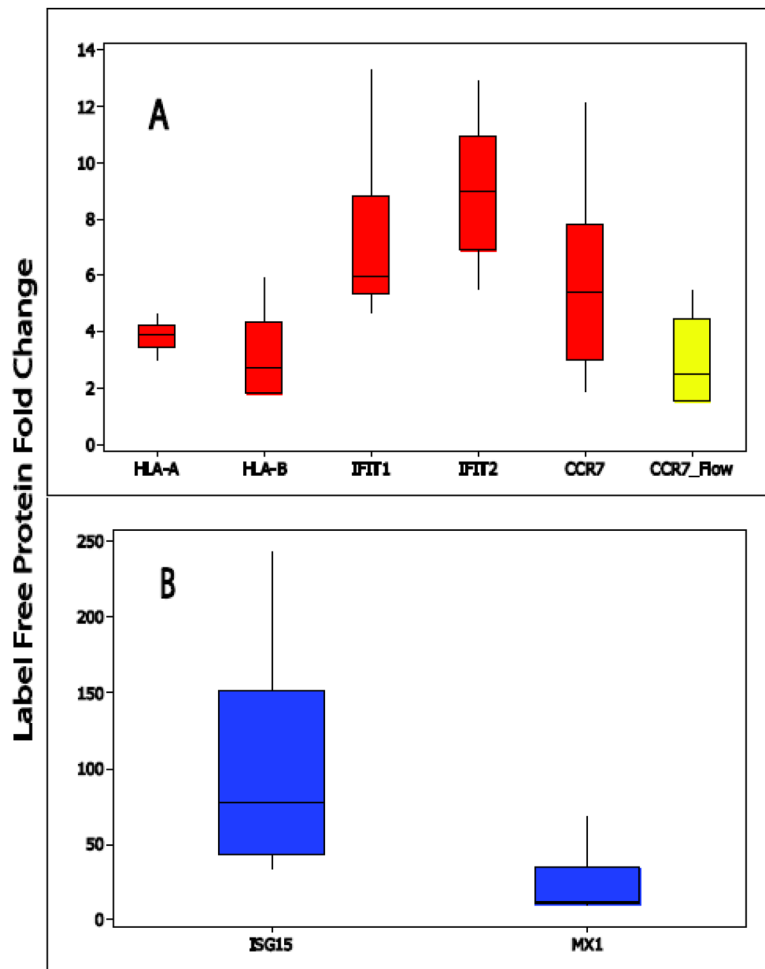 Label Free Protein Fold Change
A
14
12
10
8
6
4
2
0
HLA-A HLA-B IFIT1 IFIT2 CCR7 CCR7_Flow
B
250
200
150
100
50
0
ISG15 MX1